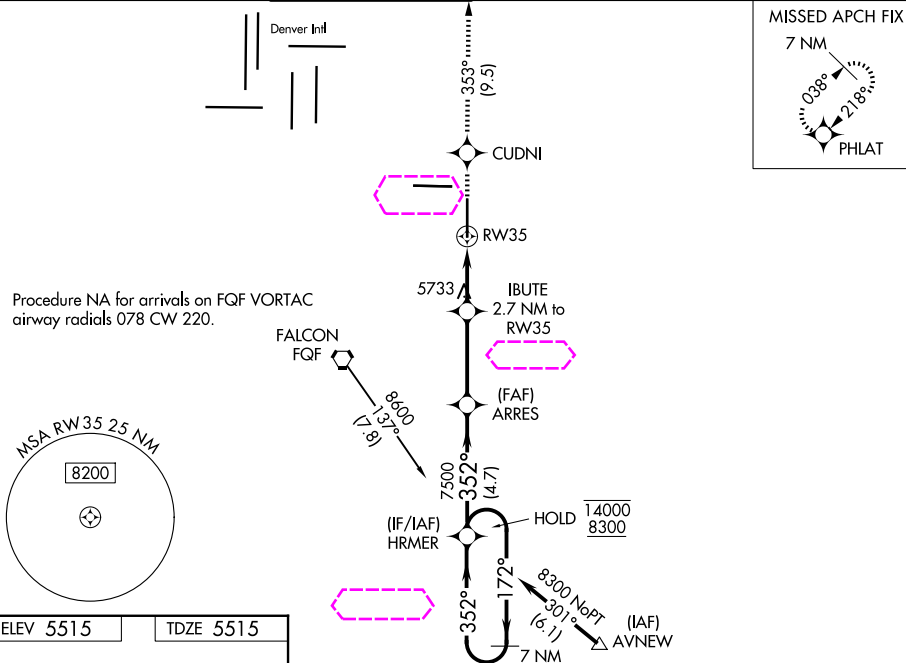 Denver Intl
MISSED APCH FIX
7 NM
038°
218°
PHLAT
353°
(9.5)
CUDNI
RW35
5733
IBUTE
2.7 NM to
RW35
Procedure NA for arrivals on FQF VORTAC
airway radials 078 CW 220.
FALCON
FQF
8600
137°
(7.8)
(FAF)
ARRES
MSA RW35 25 NM
8200
7500
352°
(4.7)
(IF/IAF)
HRMER
HOLD
14000
8300
352°
172°
8300 NoPT
301°
(6.1)
(IAF)
AVNEW
7 NM
ELEV 5515
TDZE 5515